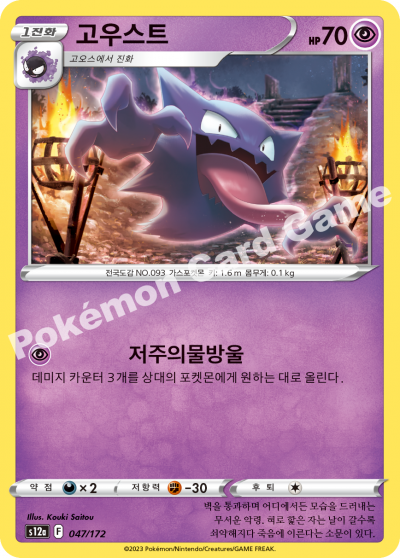 1진화
고우스트
HP70
고오스에서 진화
전국도감 NO.093 가스포켓몬 키: 1.6m 몸무게: 0.1kg
Pokémon Card Game
저주의물방울
데미지 카운터 3개를 상대의 포켓몬에게 원하는 대로 올린다.
약점 ×2 저항력 -30 후퇴
Illus. Kouki Saitou
s12a F 047/172
벽을 통과하며 어디에서든 모습을 드러내는
무서운 악령. 혀로 핥은 자는 날이 갈수록
쇠약해지다 죽음에 이른다는 소문이 있다.
©2023 Pokémon/Nintendo/Creatures/GAME FREAK.